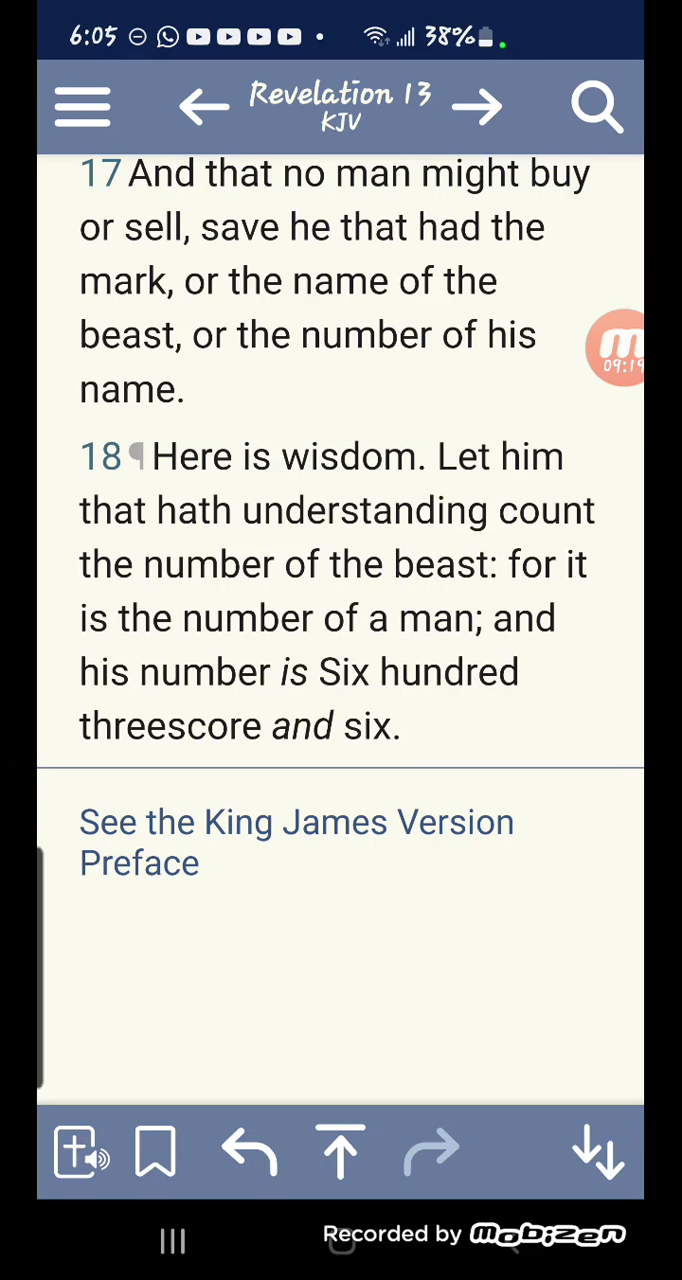 6:05 38%
Revelation 13
KJV
17 And that no man might buy
or sell, save he that had the
mark, or the name of the
beast, or the number of his
name.
09:19
18 ¶ Here is wisdom. Let him
that hath understanding count
the number of the beast: for it
is the number of a man; and
his number is Six hundred
threescore and six.
See the King James Version
Preface
Recorded by mobizen